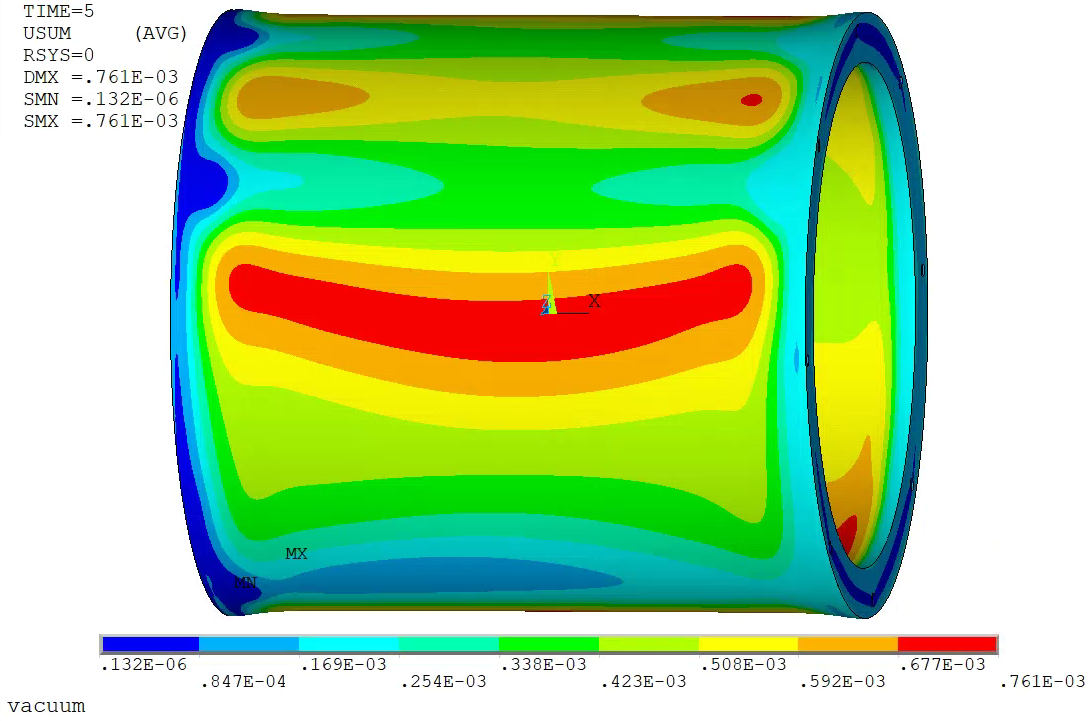 TIME=5
USUM (AVG)
RSYS=0
DMX =.761E-03
SMN =.132E-06
SMX =.761E-03
Y
Z X
MX
MN
.132E-06 .169E-03 .338E-03 .508E-03 .677E-03
.847E-04 .254E-03 .423E-03 .592E-03 .761E-03
vacuum